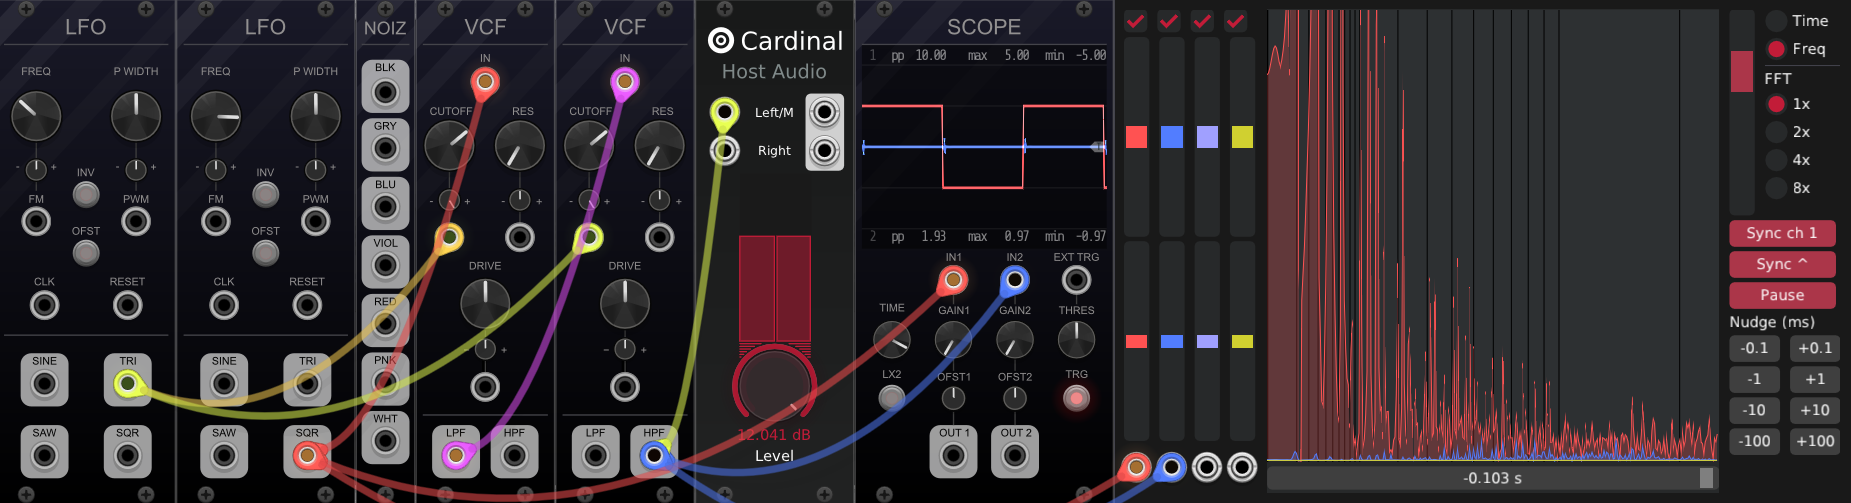 LFO
FREQ
P WIDTH
- +
- +
INV
FM
PWM
OFST
CLK
RESET
SINE
TRI
SAW
SQR
LFO
FREQ
P WIDTH
- +
- +
INV
FM
PWM
OFST
CLK
RESET
SINE
TRI
SAW
SQR
NOIZ
BLK
GRY
BLU
VIOL
RED
PNK
WHT
VCF
IN
CUTOFF
RES
- +
- +
DRIVE
- +
LPF
HPF
VCF
IN
CUTOFF
RES
- +
- +
DRIVE
- +
LPF
HPF
Cardinal
Host Audio
Left/M
Right
12.041 dB
Level
SCOPE
1 pp 10.00 max 5.00 min -5.00
2 pp 1.93 max 0.97 min -0.97
IN1
IN2
EXT TRG
TIME
GAIN1
GAIN2
THRES
LX2
OFST1
OFST2
TRG
OUT 1
OUT 2
-0.103 s
Time
Freq
FFT
1x
2x
4x
8x
Sync ch 1
Sync ^
Pause
Nudge (ms)
-0.1 +0.1
-1 +1
-10 +10
-100 +100